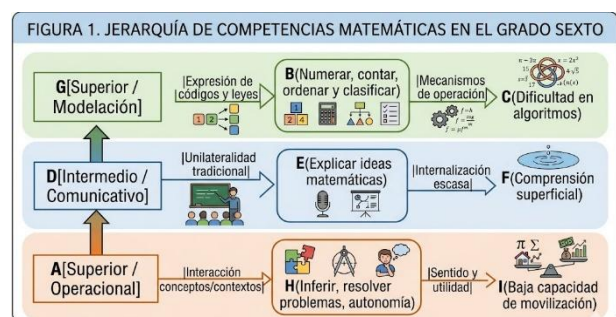 FIGURA 1. JERARQUÍA DE COMPETENCIAS MATEMÁTICAS EN EL GRADO SEXTO
G[Superior /
Modelación]
|Expresión de
códigos y leyes|
B(Numerar, contar,
ordenar y clasificar)
|Mecanismos
de operación|
C(Dificultad en
algoritmos)
D[Intermedio /
Comunicativo]
|Unilateralidad
tradicional|
E(Explicar ideas
matemáticas)
|Internalización
escasa|
F(Comprensión
superficial)
A[Superior /
Operacional]
|Interacción
conceptos/contextos|
H(Inferir, resolver
problemas, autonomía)
|Sentido y
utilidad|
I(Baja capacidad
de movilización)